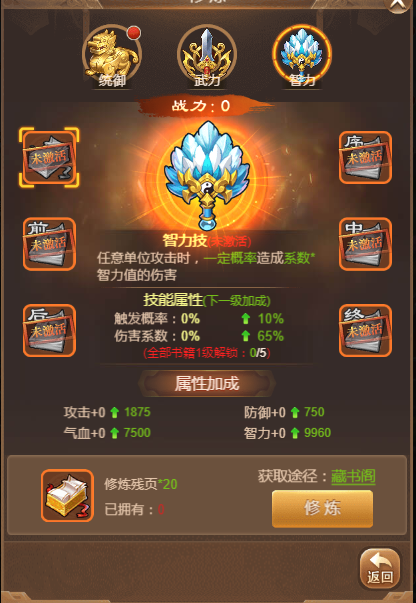 统御
武力
智力
战力：0
未激活
序
未激活
前
未激活
中
未激活
后
未激活
终
未激活
智力技(未激活)
任意单位攻击时，一定概率造成系数*
智力值的伤害
技能属性(下一级加成)
触发概率：0% 10%
伤害系数：0% 65%
(全部书籍1级解锁：0/5)
属性加成
攻击+0 1875
防御+0 750
气血+0 7500
智力+0 9960
修炼残页*20
已拥有：0
获取途径：藏书阁
修炼
返回